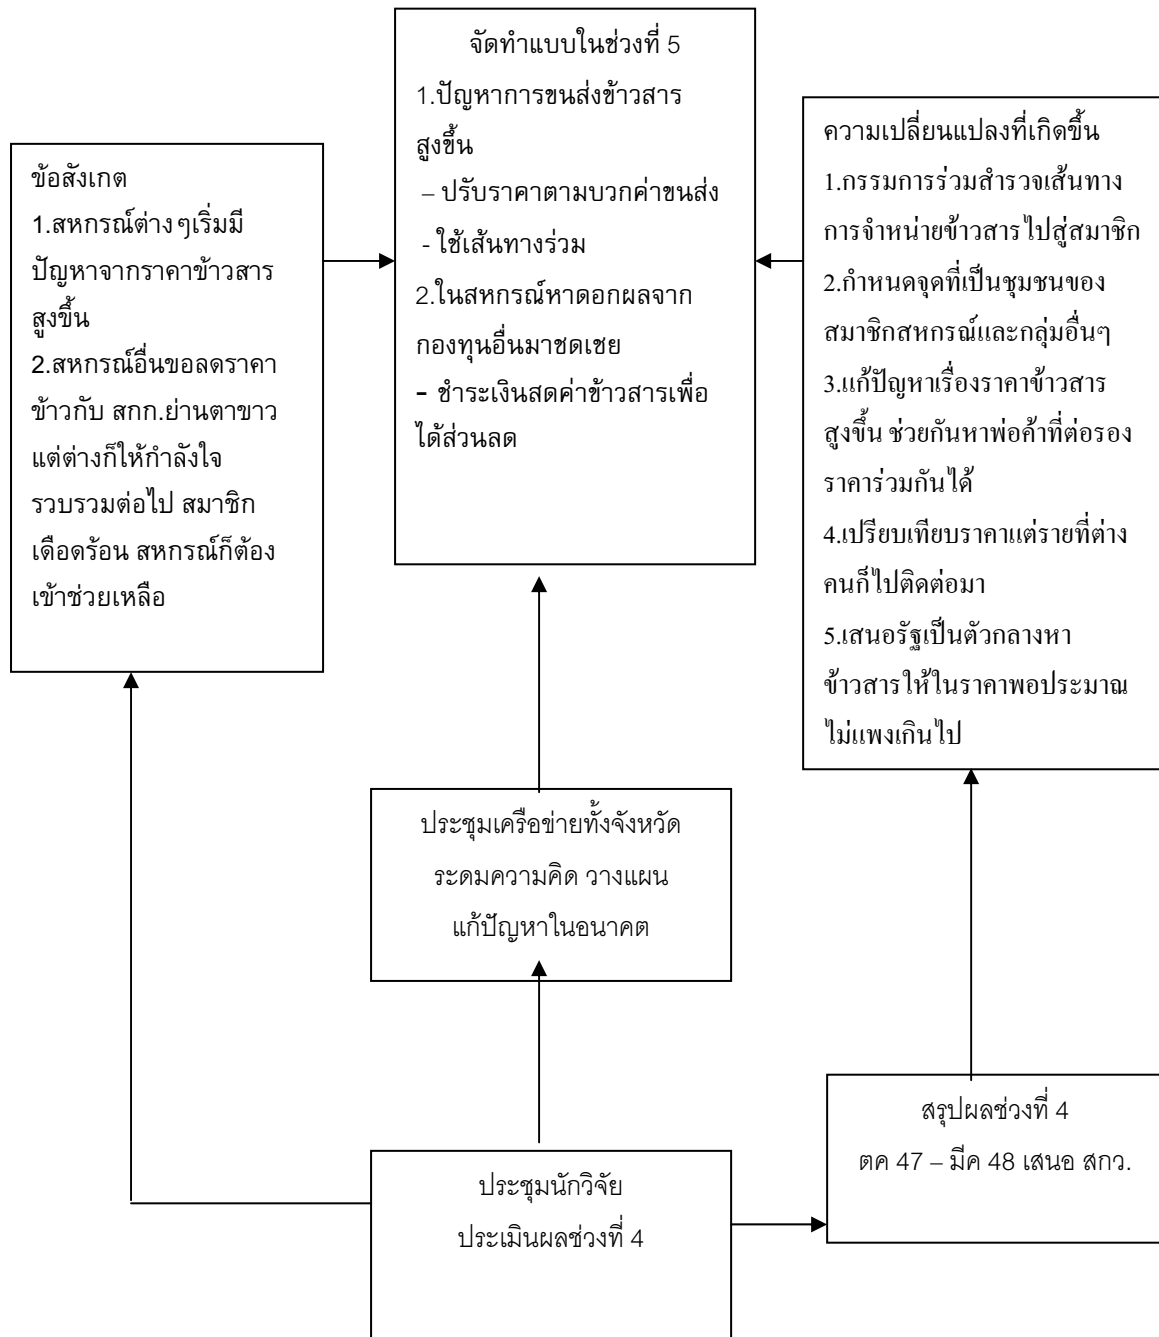 จัดทำแบบในช่วงที่ 5
1.ปัญหาการขนส่งข้าวสาร
สูงขึ้น
– ปรับราคาตามบวกค่าขนส่ง
- ใช้เส้นทางร่วม
2.ในสหกรณ์หาดอกผลจาก
กองทุนอื่นมาชดเชย
- ชำระเงินสดค่าข้าวสารเพื่อ
ได้ส่วนลด
ข้อสังเกต
1.สหกรณ์ต่างๆเริ่มมี
ปัญหาจากราคาข้าวสาร
สูงขึ้น
2.สหกรณ์อื่นขอลดราคา
ข้าวกับ สกก.ย่านตาขาว
แต่ต่างก็ให้กำลังใจ
รวบรวมต่อไป สมาชิก
เดือดร้อน สหกรณ์ก็ต้อง
เข้าช่วยเหลือ
ความเปลี่ยนแปลงที่เกิดขึ้น
1.กรรมการร่วมสำรวจเส้นทาง
การจำหน่ายข้าวสารไปสู่สมาชิก
2.กำหนดจุดที่เป็นชุมชนของ
สมาชิกสหกรณ์และกลุ่มอื่นๆ
3.แก้ปัญหาเรื่องราคาข้าวสาร
สูงขึ้น ช่วยกันหาพ่อค้าที่ต่อรอง
ราคาร่วมกันได้
4.เปรียบเทียบราคาแต่รายที่ต่าง
คนก็ไปติดต่อมา
5.เสนอรัฐเป็นตัวกลางหา
ข้าวสารให้ในราคาพอประมาณ
ไม่แพงเกินไป
ประชุมเครือข่ายทั้งจังหวัด
ระดมความคิด วางแผน
แก้ปัญหาในอนาคต
สรุปผลช่วงที่ 4
ตค 47 – มีค 48 เสนอ สกว.
ประชุมนักวิจัย
ประเมินผลช่วงที่ 4